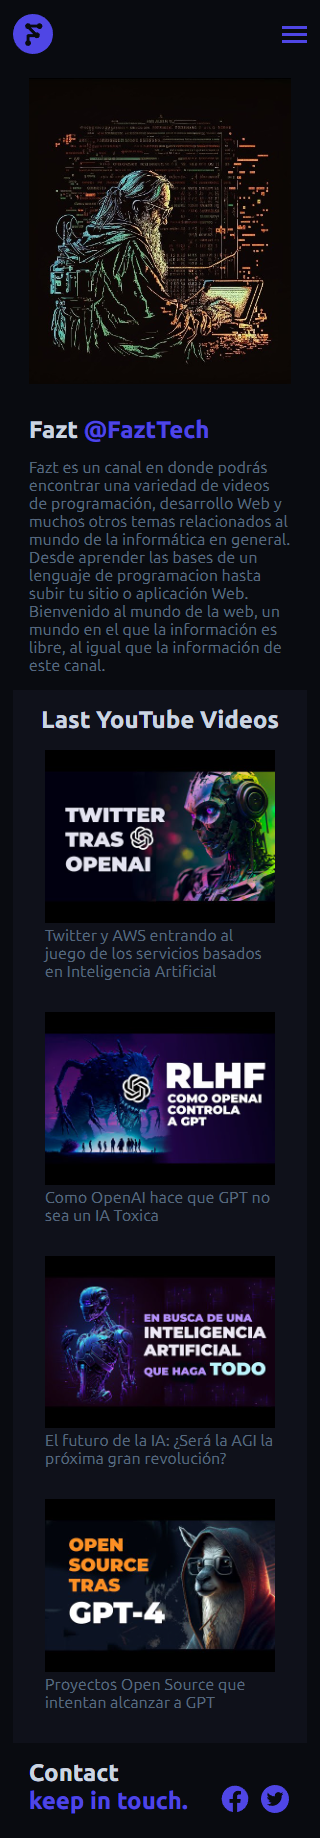 Fazt @FaztTech
Fazt es un canal en donde podrás
encontrar una variedad de videos
de programación, desarrollo Web y
muchos otros temas relacionados al
mundo de la informática en general.
Desde aprender las bases de un
lenguaje de programacion hasta
subir tu sitio o aplicación Web.
Bienvenido al mundo de la web, un
mundo en el que la información es
libre, al igual que la información de
este canal.
Last YouTube Videos
TWITTER
TRAS
OPENAI
Twitter y AWS entrando al
juego de los servicios basados
en Inteligencia Artificial
RLHF
COMO OPENAI
CONTROLA
A GPT
Como OpenAI hace que GPT no
sea un IA Toxica
EN BUSCA DE UNA
INTELIGENCIA
ARTIFICIAL
QUE HAGA TODO
El futuro de la IA: ¿Será la AGI la
próxima gran revolución?
OPEN
SOURCE
TRAS
GPT-4
Proyectos Open Source que
intentan alcanzar a GPT
Contact
keep in touch.